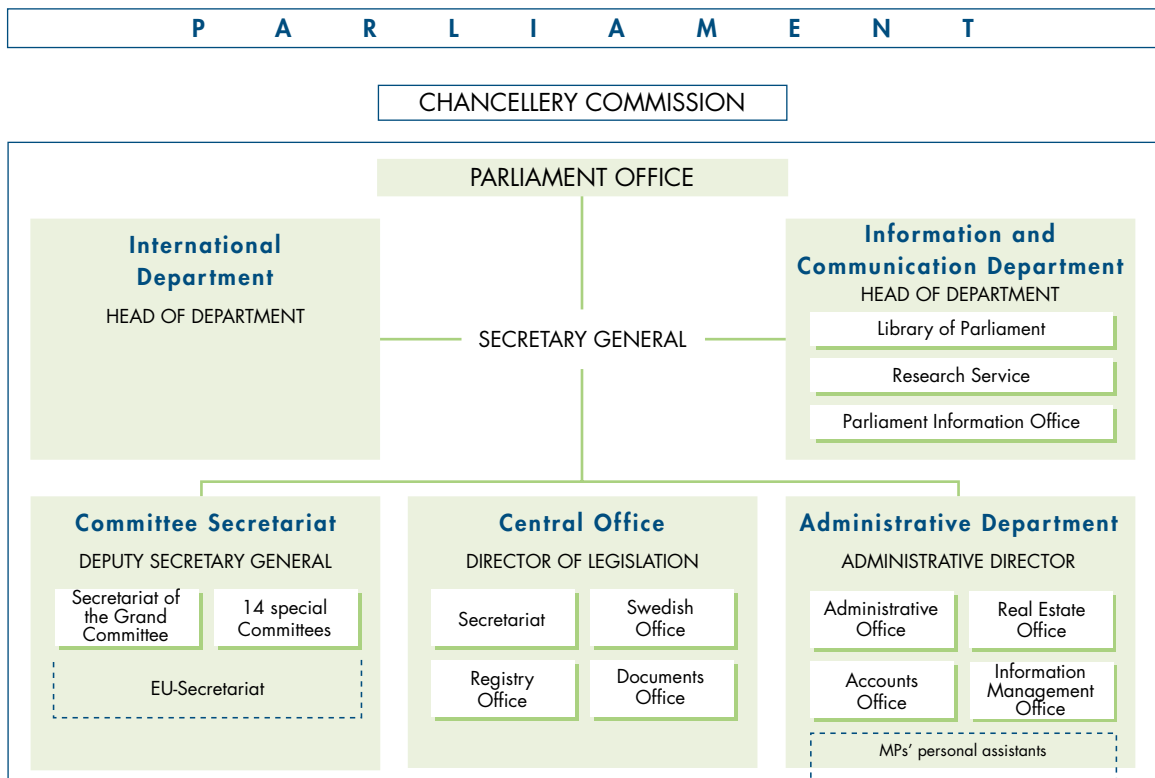 PARLIAMENT
CHANCELLERY COMMISSION
PARLIAMENT OFFICE
International
Department
HEAD OF DEPARTMENT
SECRETARY GENERAL
Information and
Communication Department
HEAD OF DEPARTMENT
Library of Parliament
Research Service
Parliament Information Office
Committee Secretariat
DEPUTY SECRETARY GENERAL
Secretariat of
the Grand
Committee
14 special
Committees
EU-Secretariat
Central Office
DIRECTOR OF LEGISLATION
Secretariat
Swedish
Office
Registry
Office
Documents
Office
Administrative Department
ADMINISTRATIVE DIRECTOR
Administrative
Office
Real Estate
Office
Accounts
Office
Information
Management
Office
MPs' personal assistants